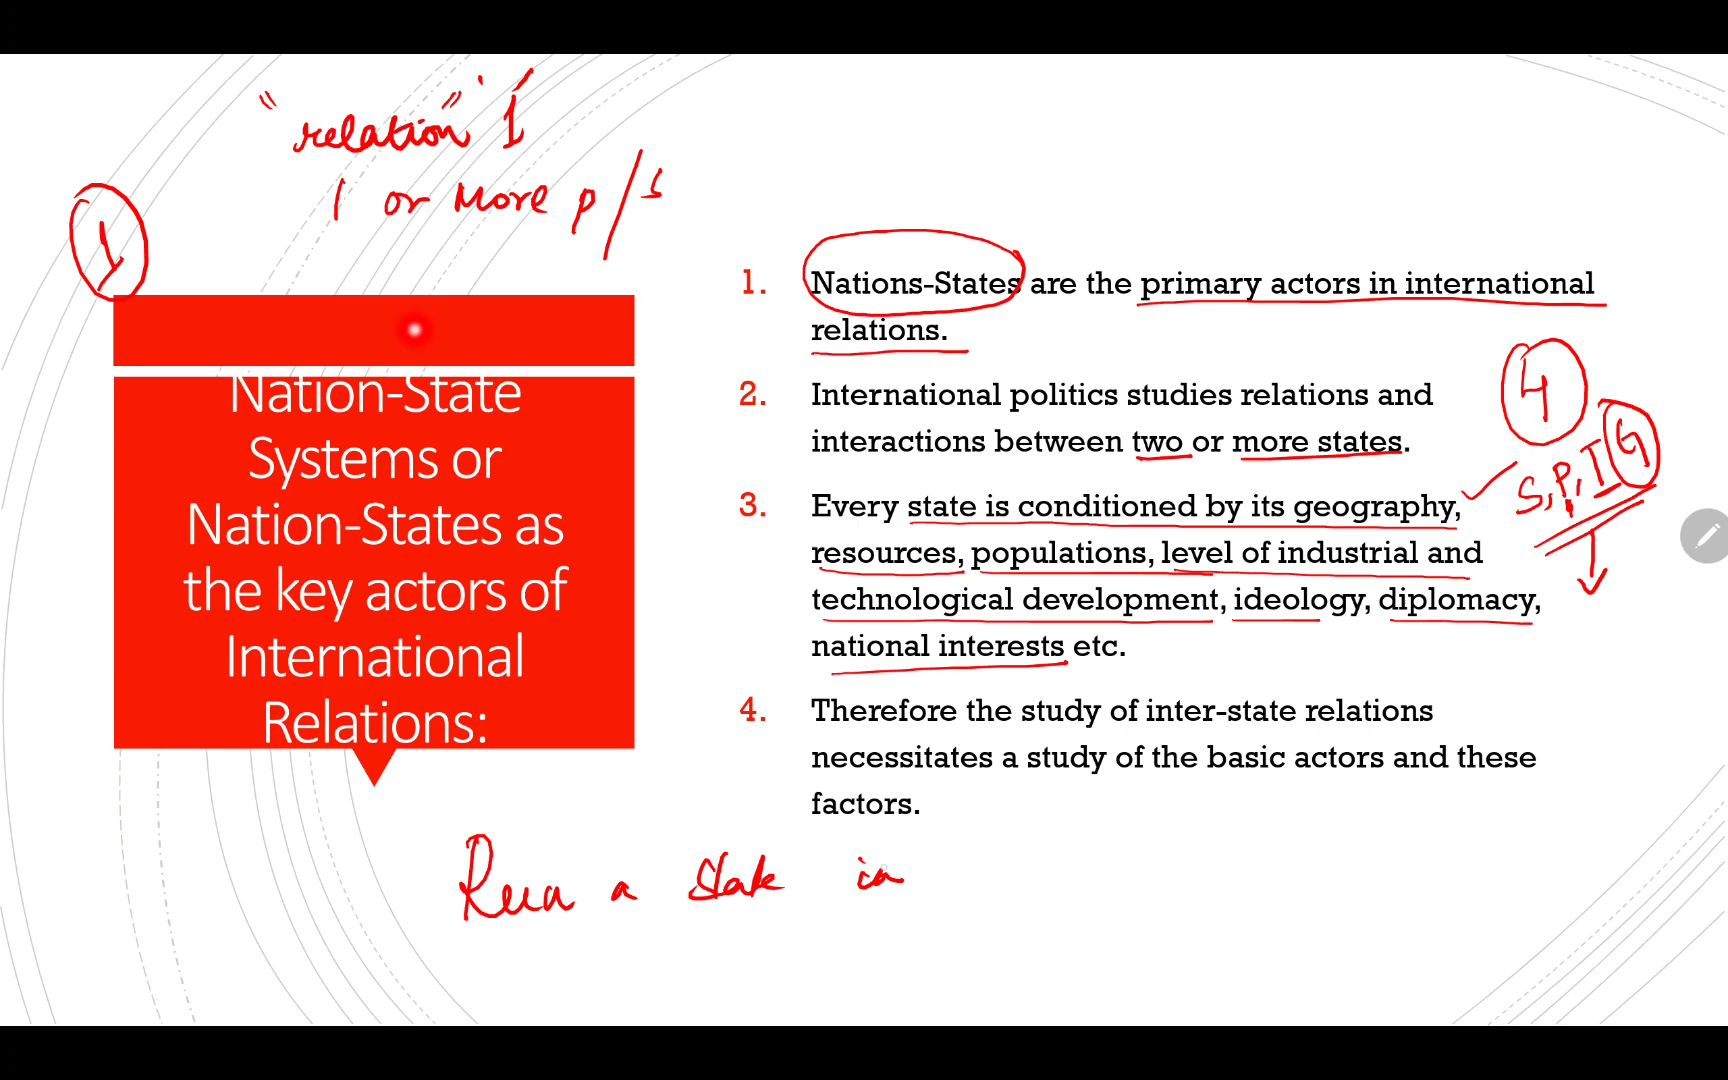 "relation" 1
1 or More p/s
1
Nation-State
Systems or
Nation-States as
the key actors of
International
Relations:
1. Nations-States are the primary actors in international
relations.
2. International politics studies relations and
interactions between two or more states.
3. Every state is conditioned by its geography,
resources, populations, level of industrial and
technological development, ideology, diplomacy,
national interests etc.
4. Therefore the study of inter-state relations
necessitates a study of the basic actors and these
factors.
4
S, P, T G
Run a State in